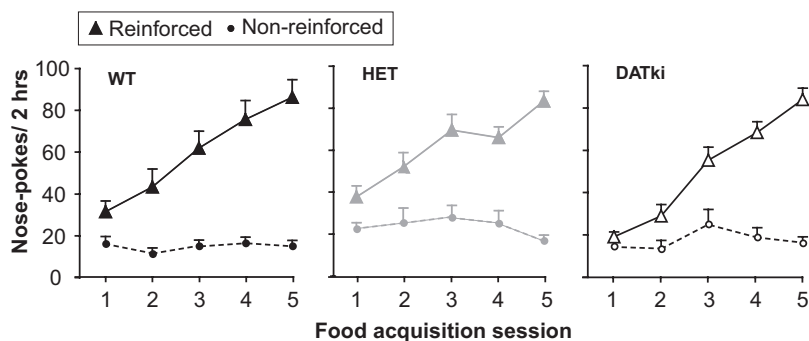 Reinforced Non-reinforced
WT HET DATki
Nose-pokes/ 2 hrs
100
80
60
40
20
0
1 2 3 4 5 1 2 3 4 5 1 2 3 4 5
Food acquisition session